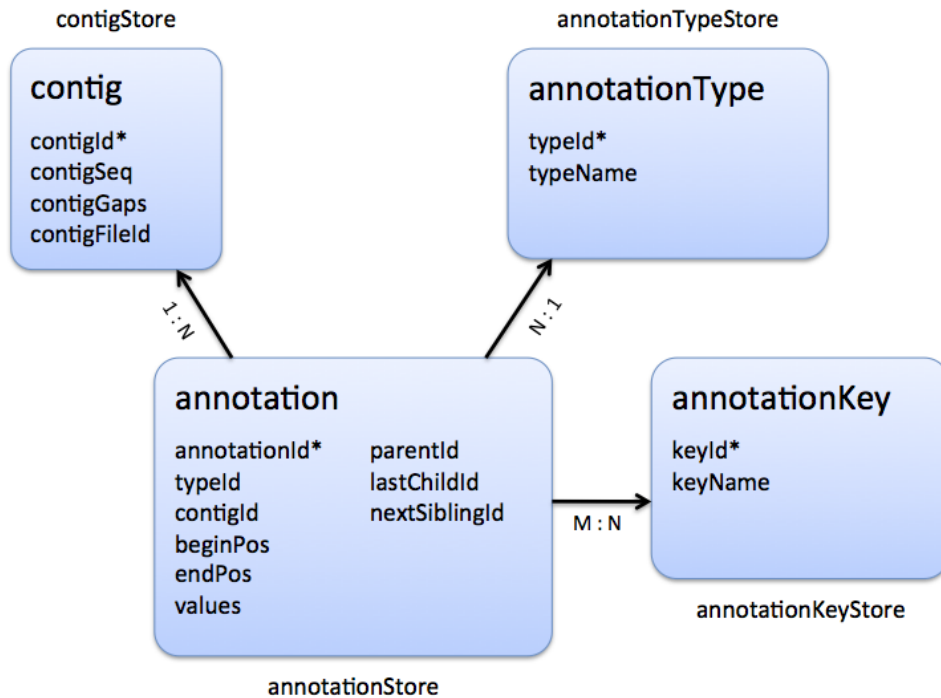 contigStore
contig
contigId*
contigSeq
contigGaps
contigFileId
annotationTypeStore
annotationType
typeId*
typeName
1 : N
N : 1
annotation
annotationId*
typeId
contigId
beginPos
endPos
values
parentId
lastChildId
nextSiblingId
annotationStore
M : N
annotationKey
keyId*
keyName
annotationKeyStore